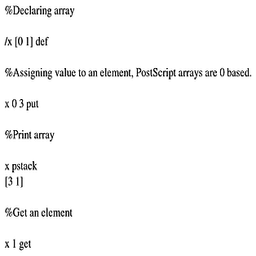 %Declaring array
/x [0 1] def
%Assigning value to an element, PostScript arrays are 0 based.
x 0 3 put
%Print array
x pstack
[3 1]
%Get an element
x 1 get